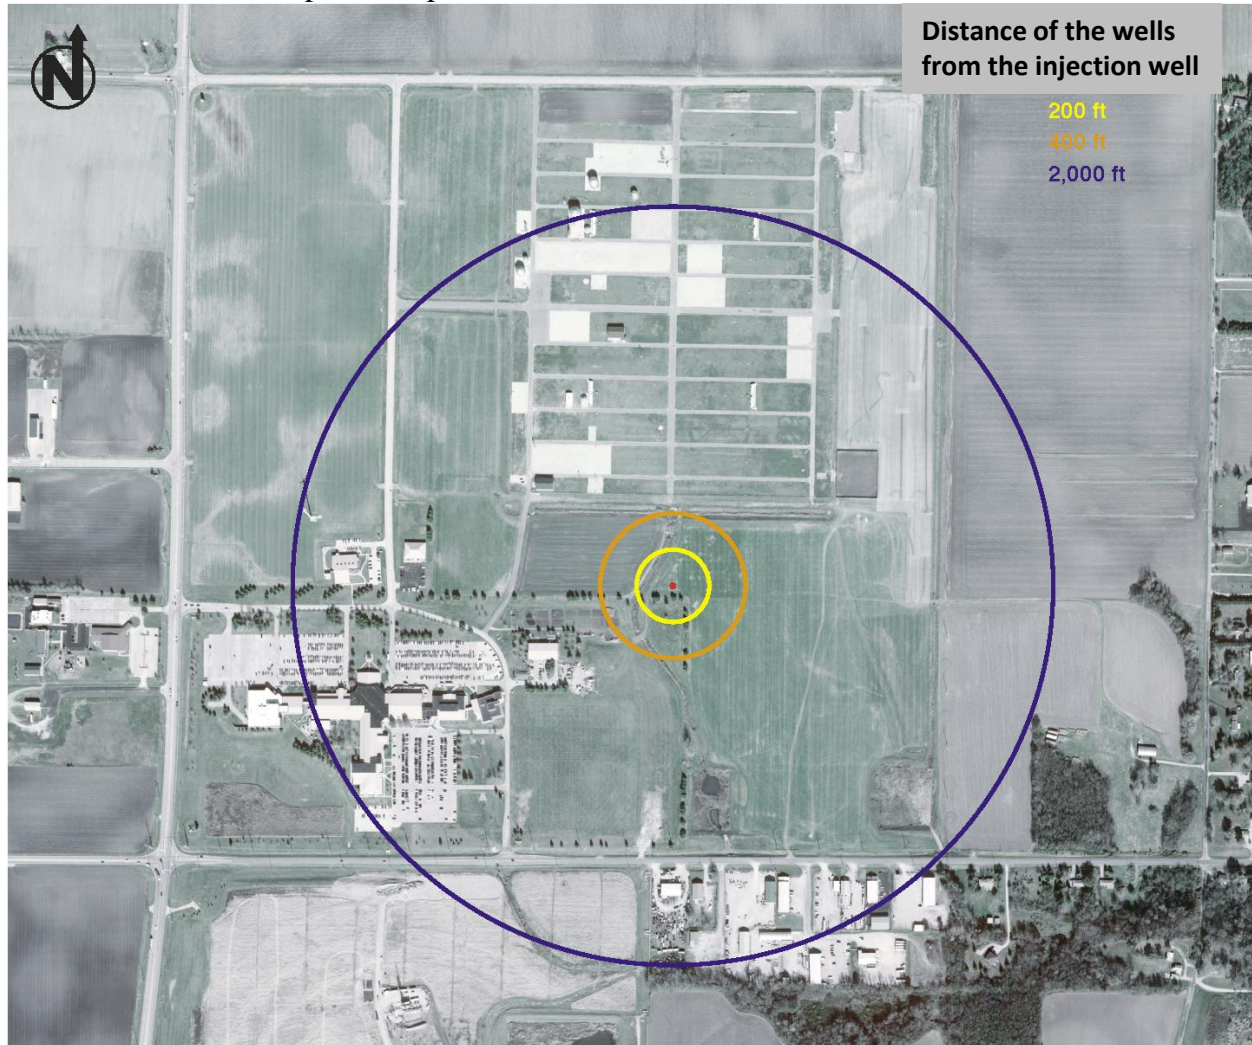 N
Distance of the wells
from the injection well
200 ft
400 ft
2,000 ft